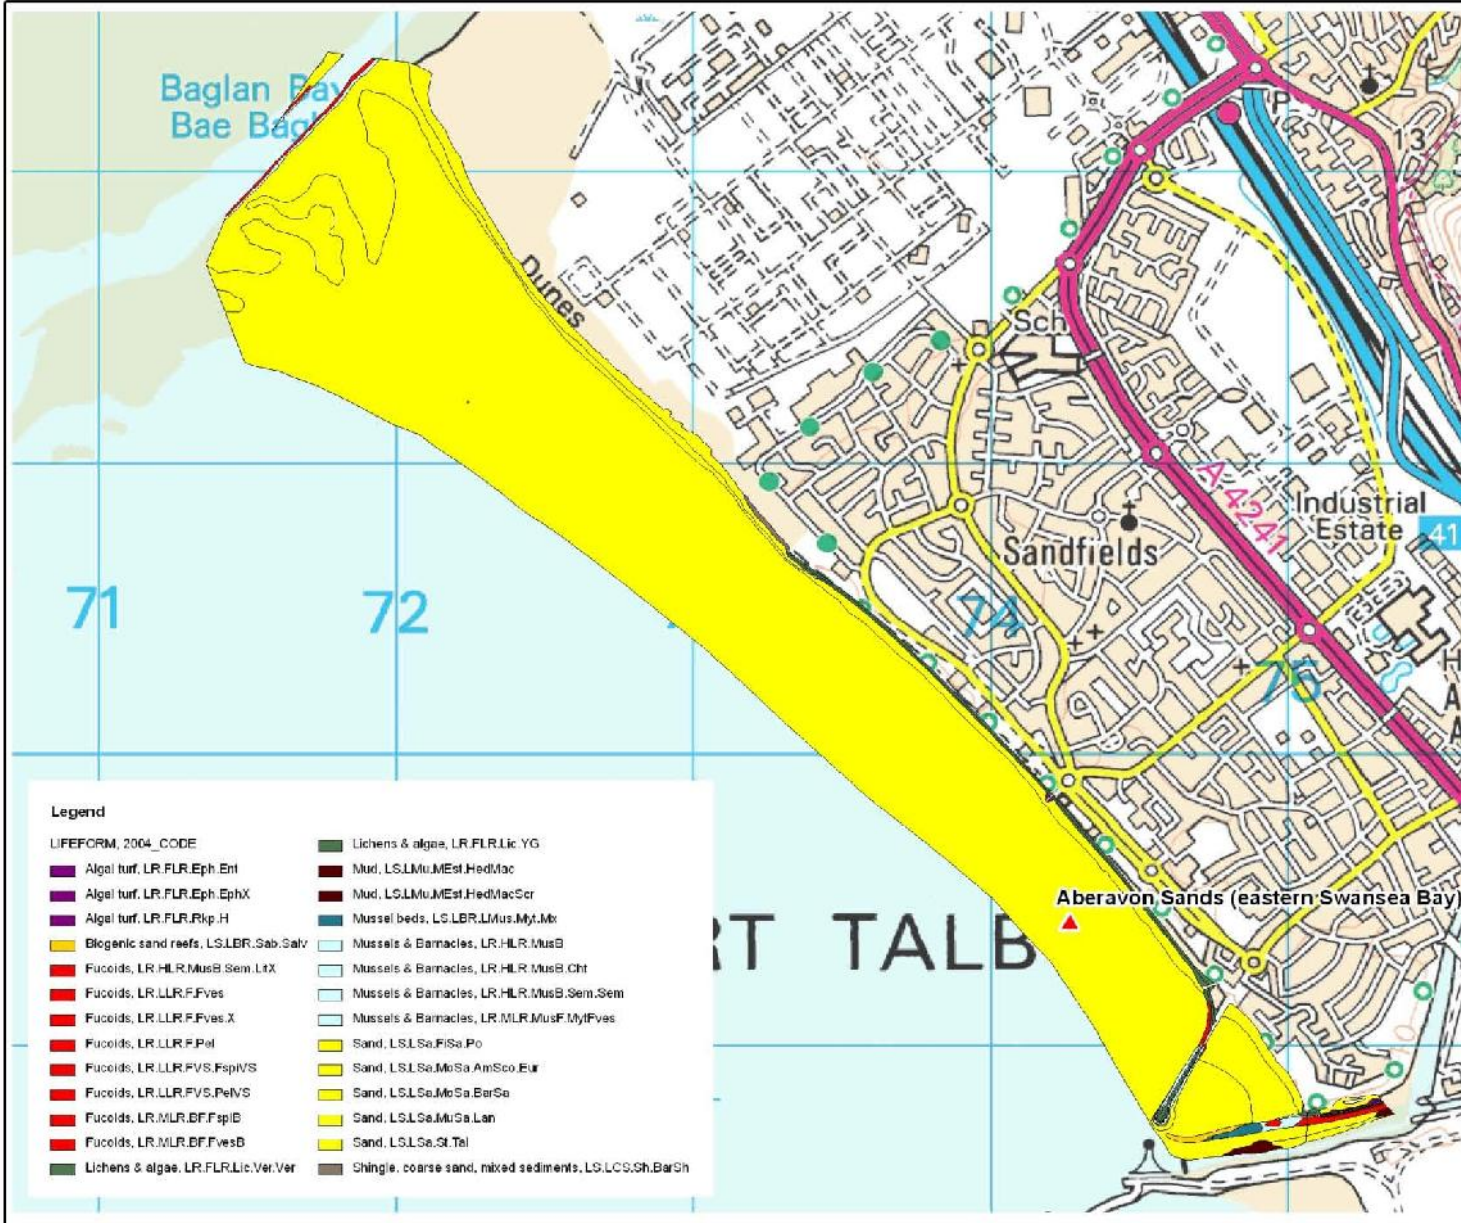 Baglan Bay
Bae Bagl
Dunes
P
13
Sch
A 4241
Industrial
Estate
41
Sandfields
71
72
74
75
H
A
A
Aberavon Sands (eastern Swansea Bay)
RT TALB
Legend
LIFEFORM, 2004_CODE
Algal turf, LR.FLR.Eph.Ent
Algal turf, LR.FLR.Eph.EphX
Algal turf, LR.FLR.Rkp.H
Biogenic sand reefs, LS.LBR.Sab.Salv
Fucoids, LR.HLR.MusB.Sem.LitX
Fucoids, LR.LLR.F.Fves
Fucoids, LR.LLR.F.Fves.X
Fucoids, LR.LLR.F.Pel
Fucoids, LR.LLR.FVS.FspiVS
Fucoids, LR.LLR.FVS.PelVS
Fucoids, LR.MLR.BF.FspiB
Fucoids, LR.MLR.BF.FvesB
Lichens & algae, LR.FLR.Lic.Ver.Ver
Lichens & algae, LR.FLR.Lic.YG
Mud, LS.LMu.MEst.HedMac
Mud, LS.LMu.MEst.HedMacScr
Mussel beds, LS.LBR.LMus.Myt.Mx
Mussels & Barnacles, LR.HLR.MusB
Mussels & Barnacles, LR.HLR.MusB.Cht
Mussels & Barnacles, LR.HLR.MusB.Sem.Sem
Mussels & Barnacles, LR.MLR.MusF.MytFves
Sand, LS.LSa.FiSa.Po
Sand, LS.LSa.MoSa.AmSco.Eur
Sand, LS.LSa.MoSa.BarSa
Sand, LS.LSa.MuSa.Lan
Sand, LS.LSa.St.Tal
Shingle, coarse sand, mixed sediments, LS.LCS.Sh.BarSh